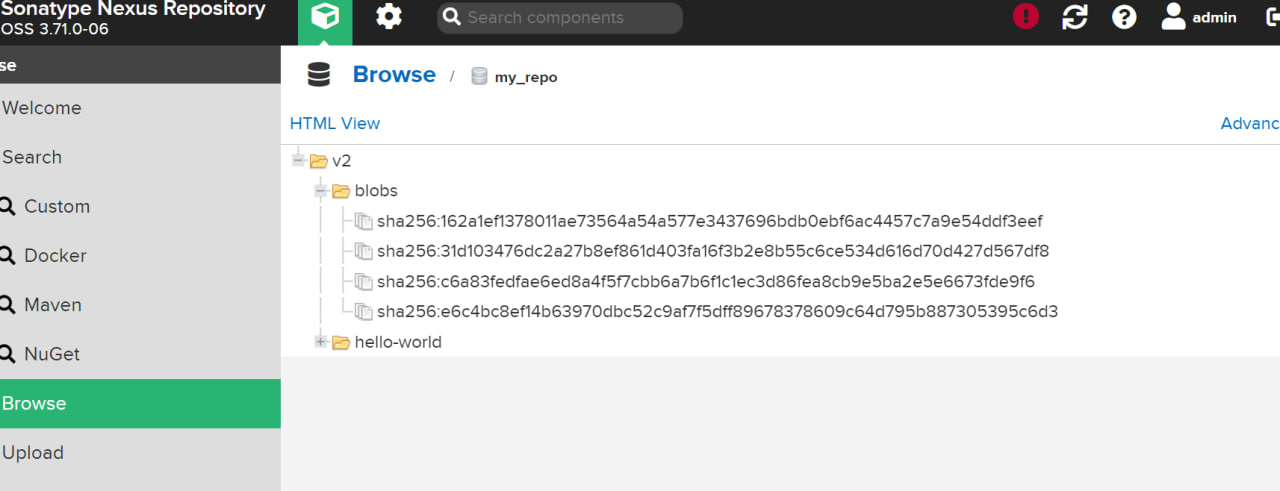 Sonatype Nexus Repository
OSS 3.71.0-06
Search components
admin
se
Browse / my_repo
Welcome
HTML View
Advanc
Search
v2
blobs
Custom
sha256:162a1ef1378011ae73564a54a577e3437696bdb0ebf6ac4457c7a9e54ddf3eef
Docker
sha256:31d103476dc2a27b8ef861d403fa16f3b2e8b55c6ce534d616d70d427d567df8
sha256:c6a83fedfae6ed8a4f5f7cbb6a7b6f1c1ec3d86fea8cb9e5ba2e5e6673fde9f6
Maven
sha256:e6c4bc8ef14b63970dbc52c9af7f5dff89678378609c64d795b887305395c6d3
hello-world
NuGet
Browse
Upload